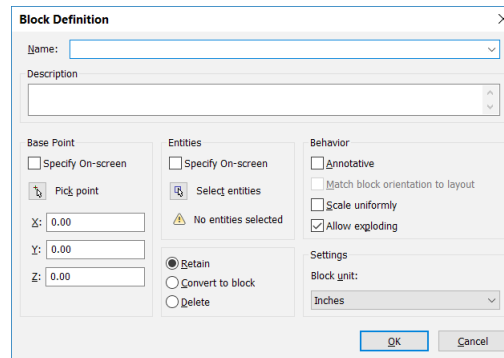 Block Definition
Name:
Description
Base Point
Specify On-screen
Pick point
X: 0.00
Y: 0.00
Z: 0.00
Entities
Specify On-screen
Select entities
No entities selected
Retain
Convert to block
Delete
Behavior
Annotative
Match block orientation to layout
Scale uniformly
Allow exploding
Settings
Block unit:
Inches
OK Cancel